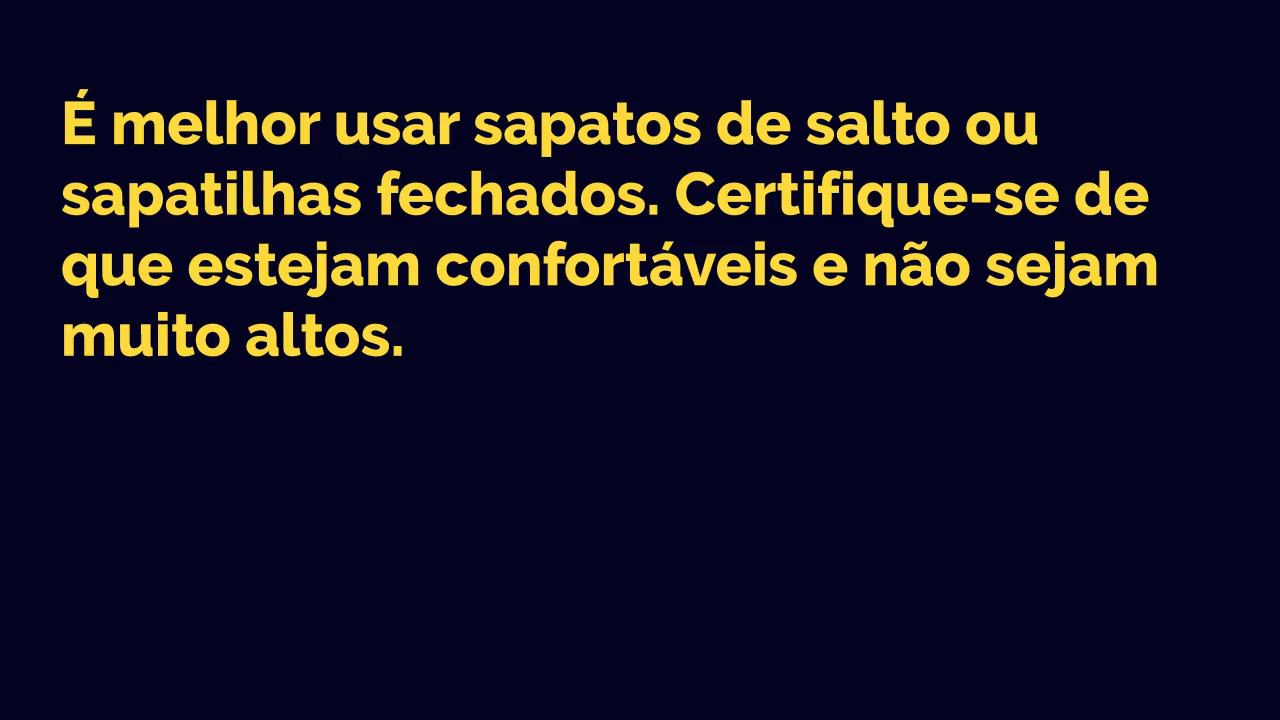 É melhor usar sapatos de salto ou
sapatilhas fechados. Certifique-se de
que estejam confortáveis e não sejam
muito altos.